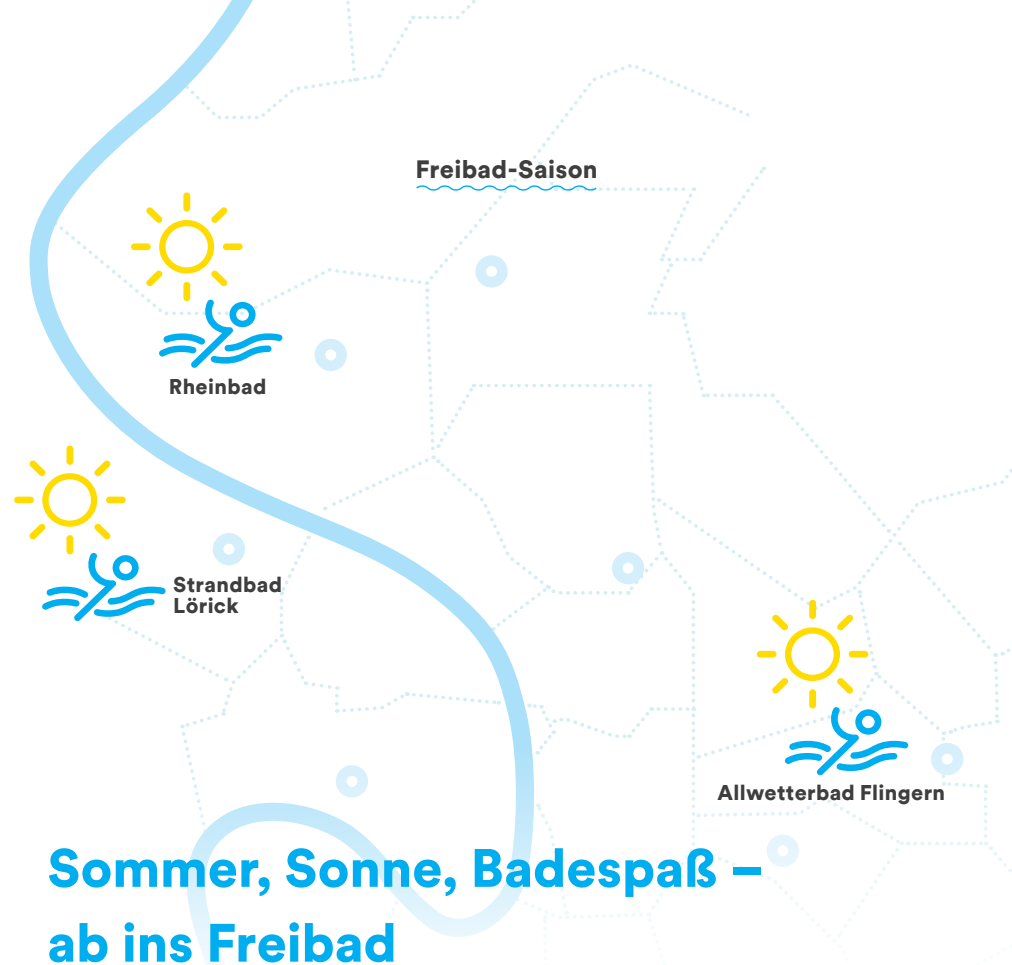 Freibad-Saison
Rheinbad
Strandbad
Lörick
Allwetterbad Flingern
Sommer, Sonne, Badespaß –
ab ins Freibad